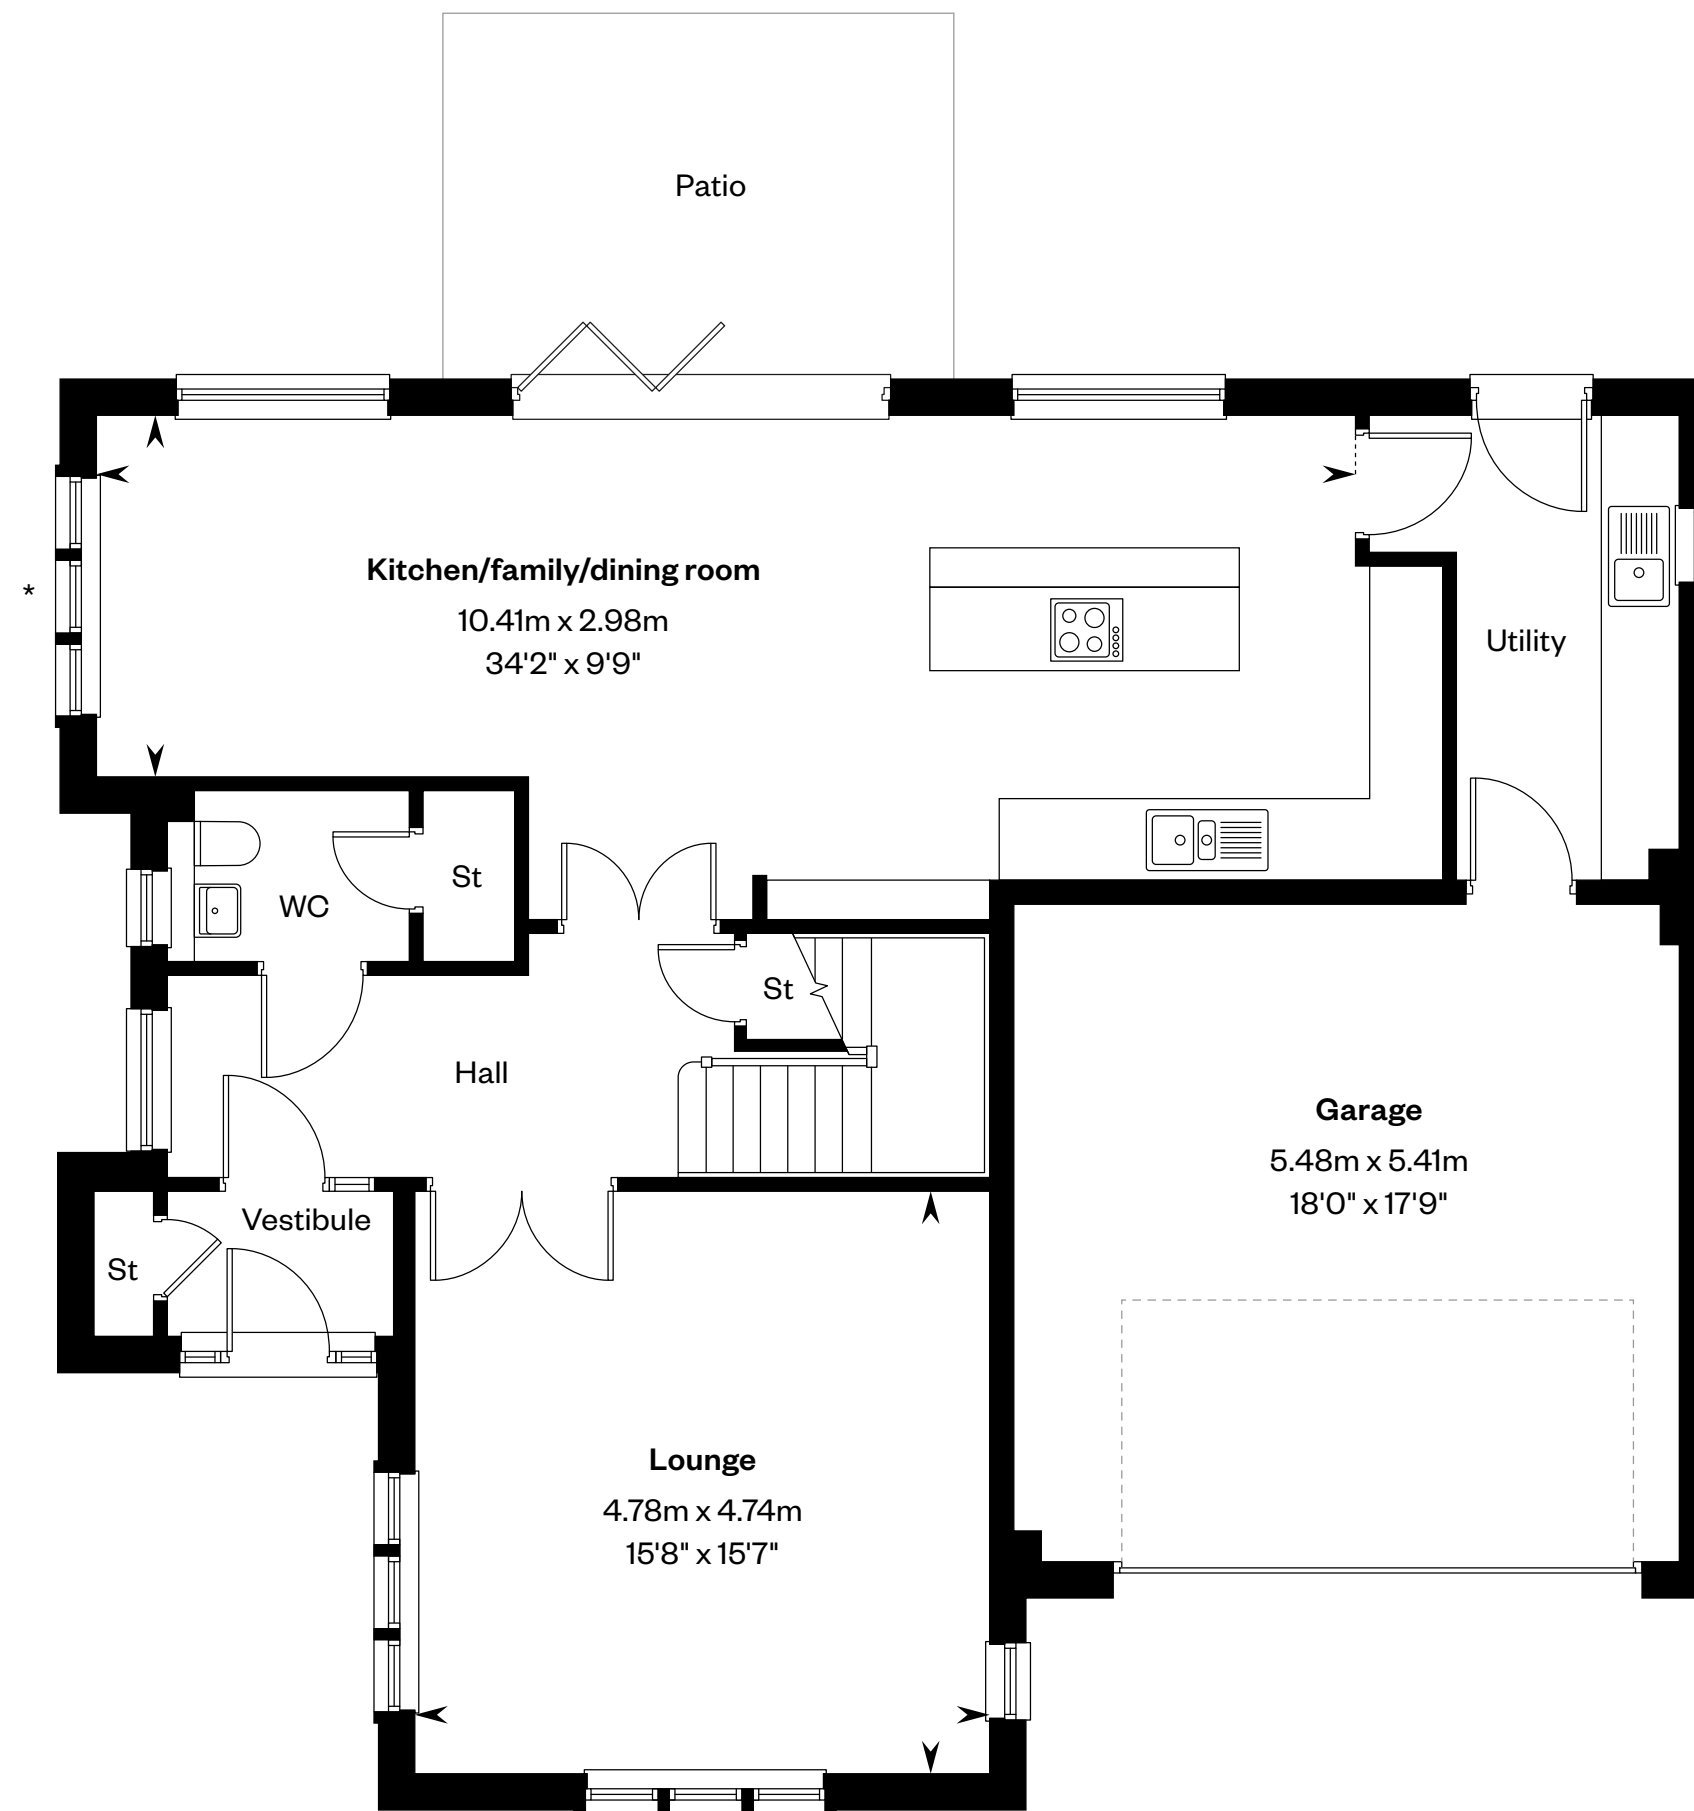 Patio
Kitchen/family/dining room
10.41m x 2.98m
34'2" x 9'9"
*
Utility
WC
St
St
Hall
Garage
5.48m x 5.41m
18'0" x 17'9"
Vestibule
St
Lounge
4.78m x 4.74m
15'8" x 15'7"